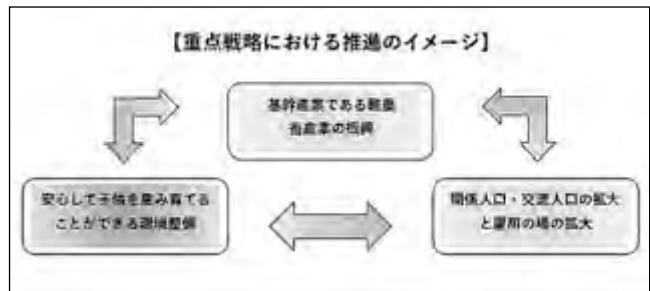 【重点戦略における推進のイメージ】
基幹産業である農業
畜産業の振興
安心して子供を産み育てる
ことができる環境整備
関係人口・交流人口の拡大
と雇用の場の拡大